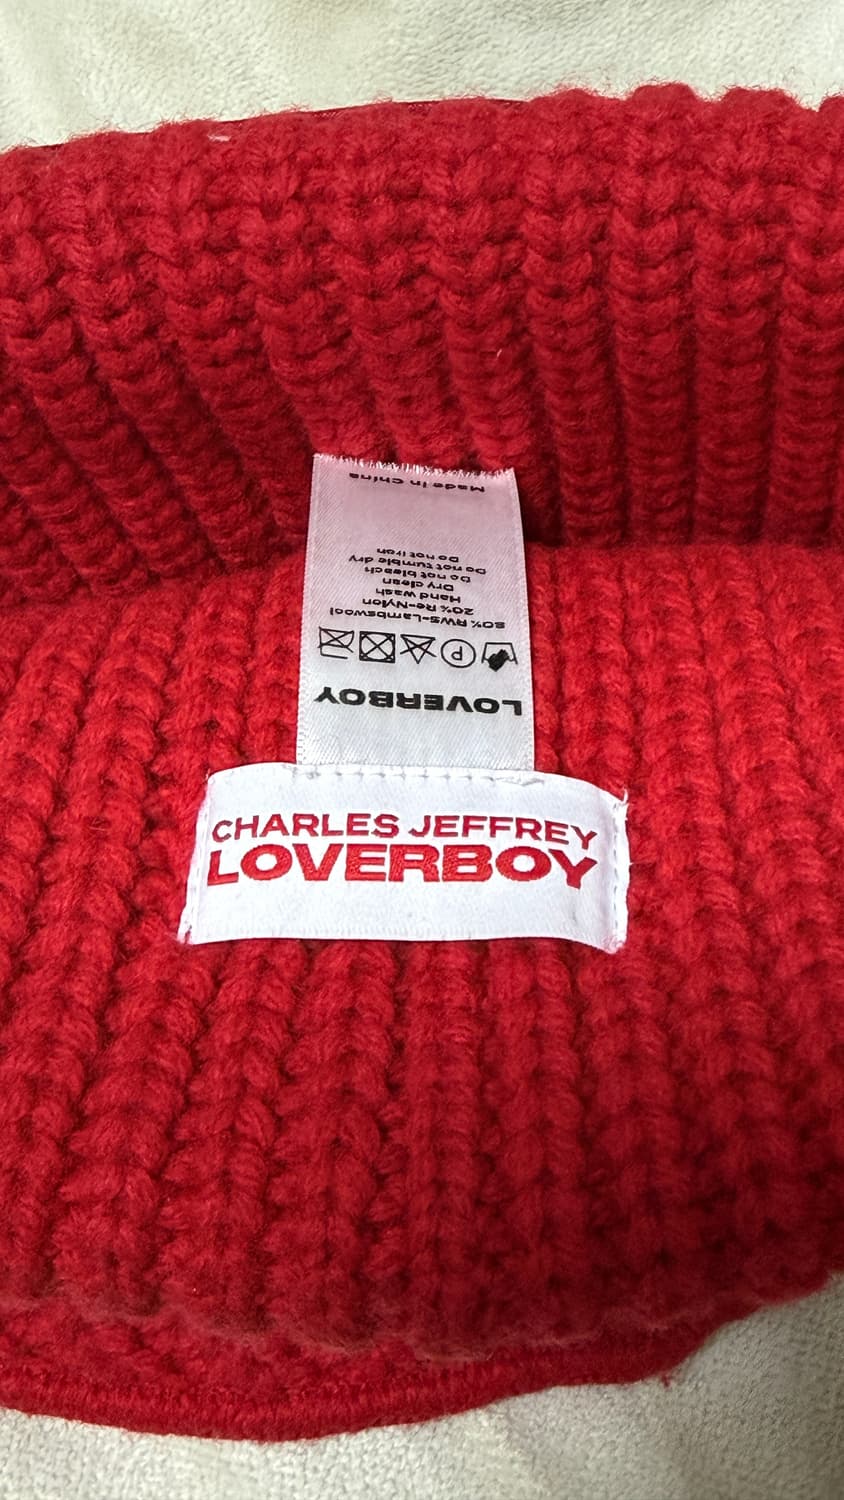 CHARLES JEFFREY
LOVERBOY
LOVERBOY
P
80% RWS-Lambswool
20% Re-Nylon
Hand wash
Dry clean
Do not bleach
Do not tumble dry
Do not iron
Made in China